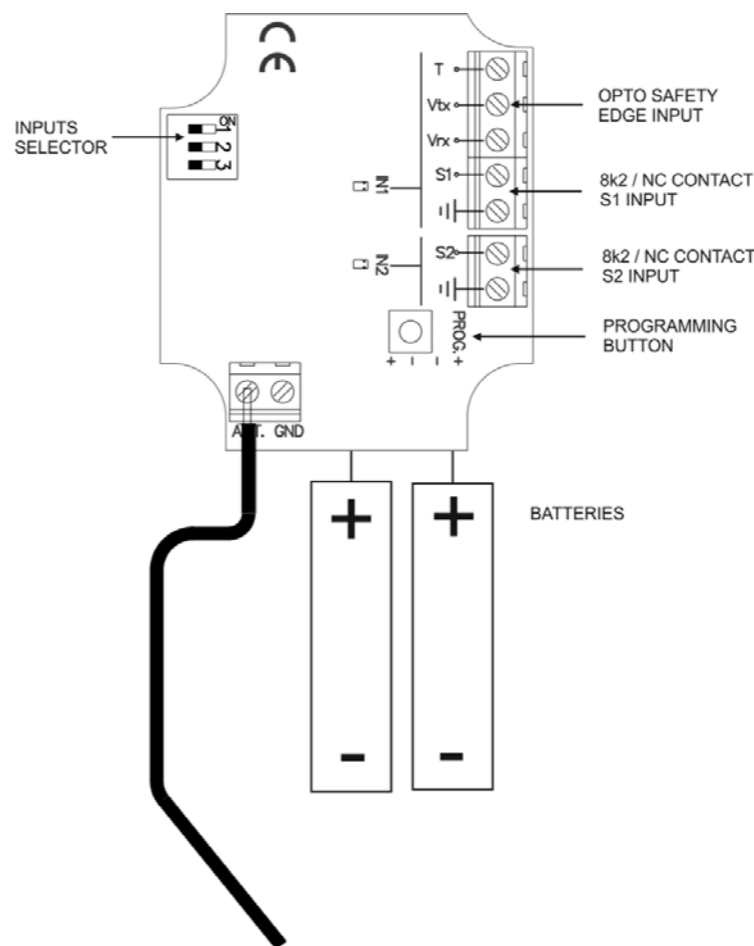 CE
INPUTS
SELECTOR
ON
1
2
3
T
Vtx
Vrx
OPTO SAFETY
EDGE INPUT
IN1
S1
8k2 / NC CONTACT
S1 INPUT
IN2
S2
8k2 / NC CONTACT
S2 INPUT
PROG.
PROGRAMMING
BUTTON
+ - - +
ANT. GND
+ +
BATTERIES
- -